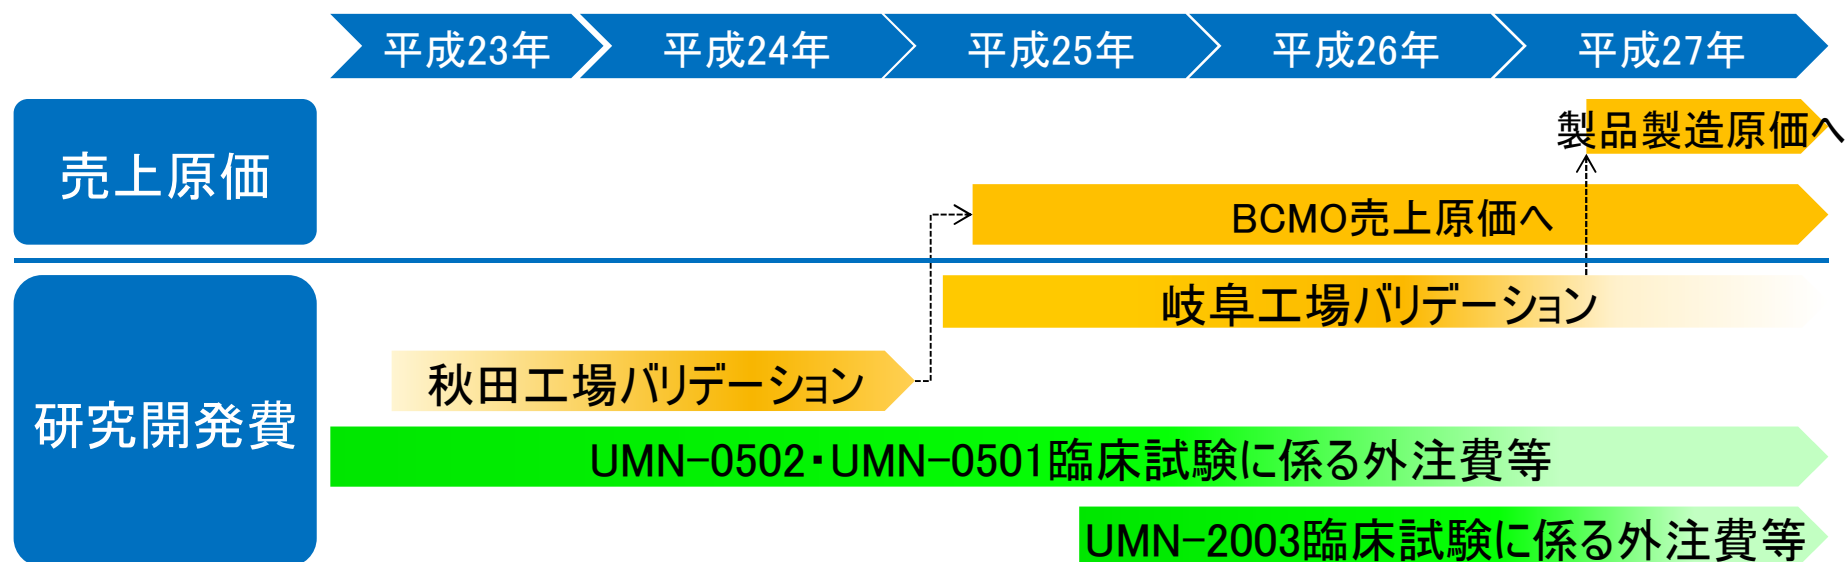 平成23年
平成24年
平成25年
平成26年
平成27年
売上原価
製品製造原価へ
BCMO売上原価へ
研究開発費
岐阜工場バリデーション
秋田工場バリデーション
UMN-0502・UMN-0501臨床試験に係る外注費等
UMN-2003臨床試験に係る外注費等